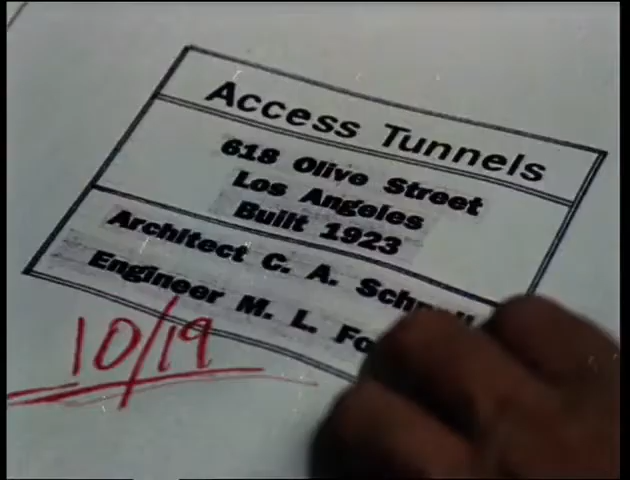 Access Tunnels
618 Olive Street
Los Angeles
Built 1923
Architect C. A.
Engineer M. L.
10/19